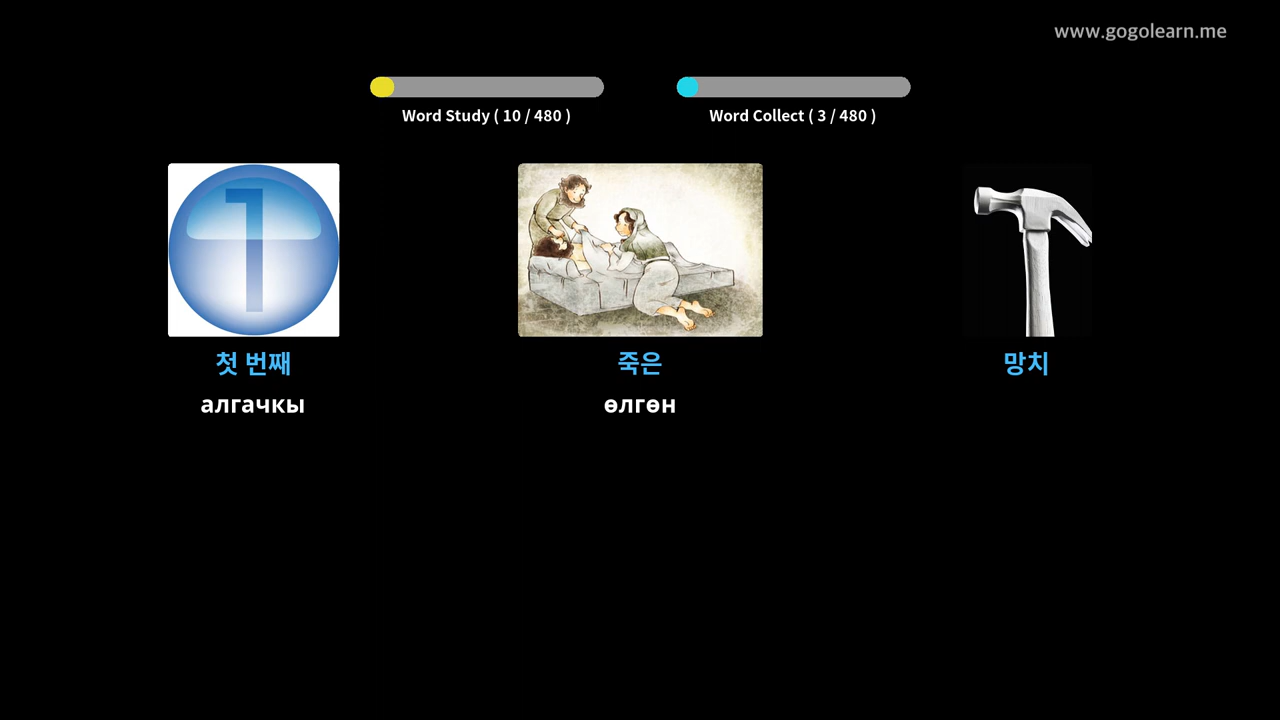 www.gogolearn.me
Word Study ( 10 / 480 )
Word Collect ( 3 / 480 )
1
첫 번째
алгачкы
죽은
өлгөн
망치